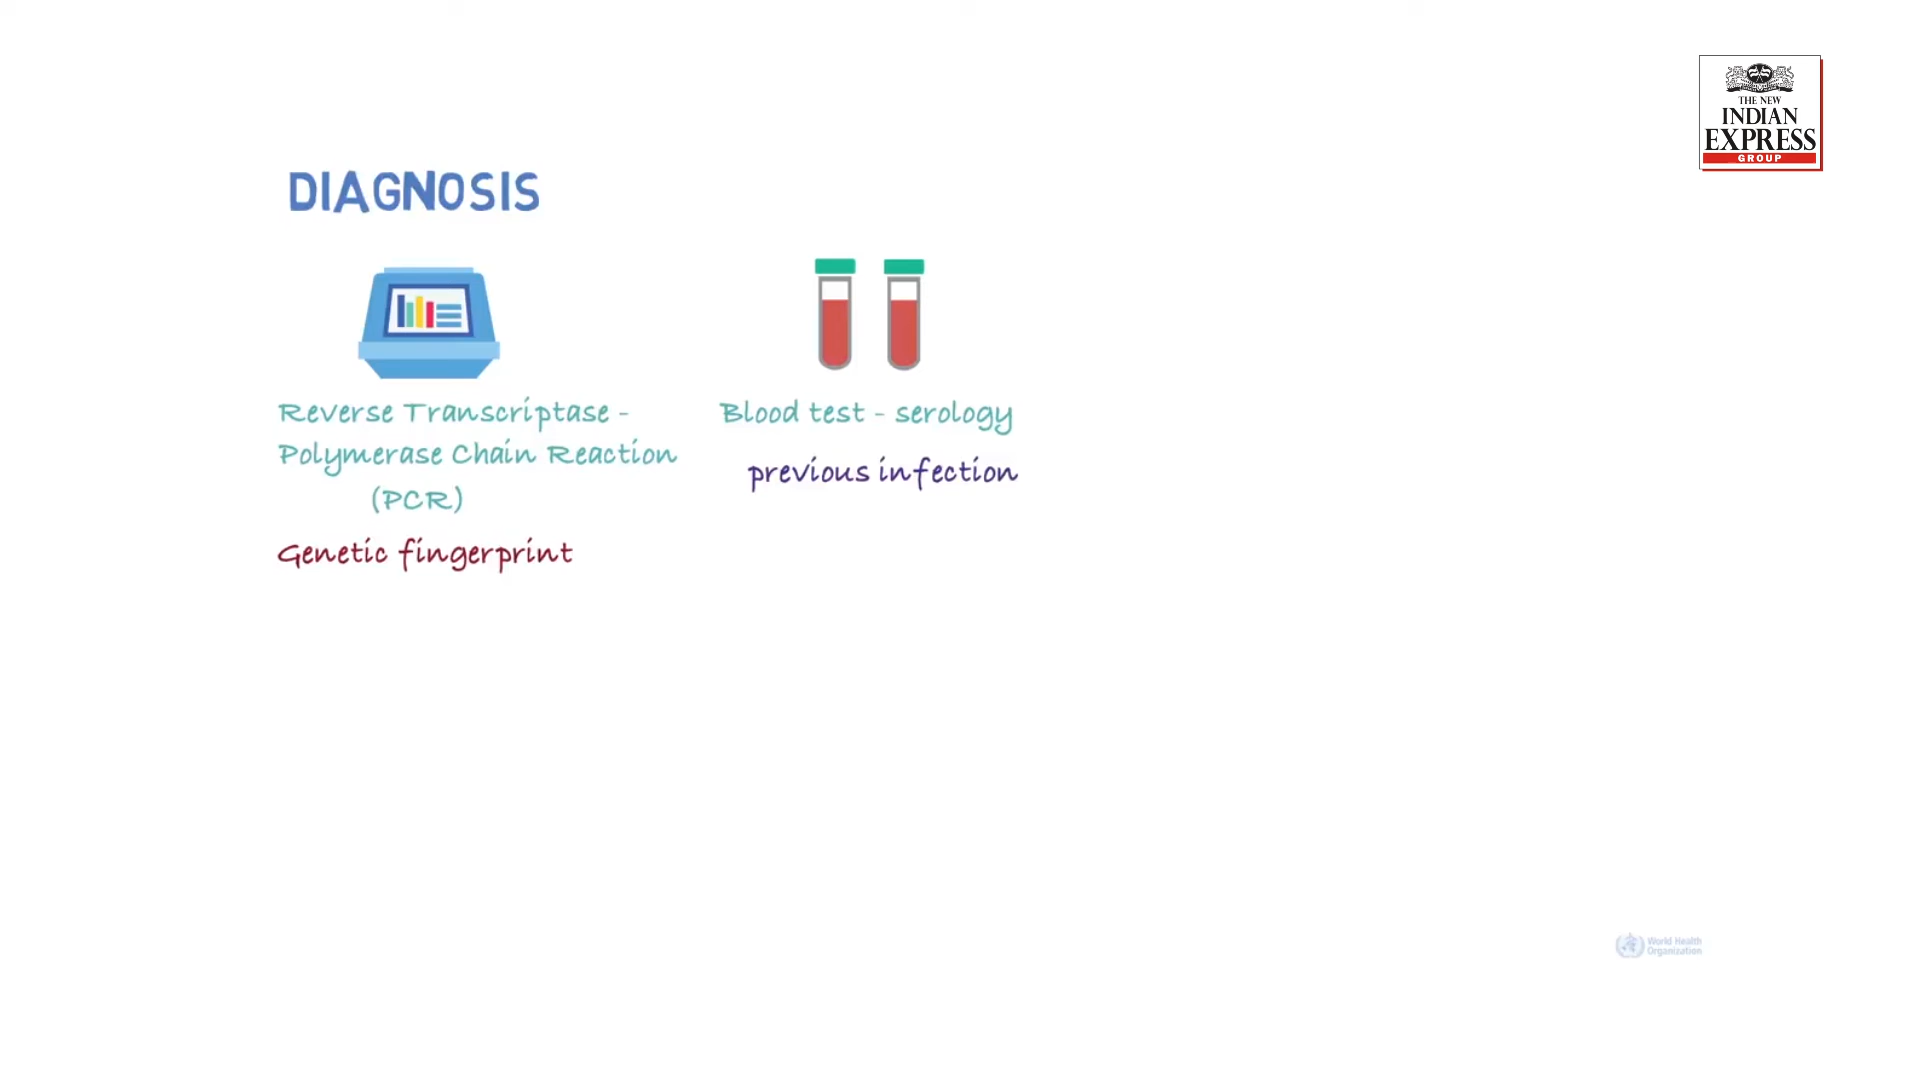 THE NEW
INDIAN
EXPRESS
GROUP
DIAGNOSIS
Reverse Transcriptase -
Polymerase Chain Reaction
(PCR)
Genetic fingerprint
Blood test - serology
previous infection
World Health
Organization